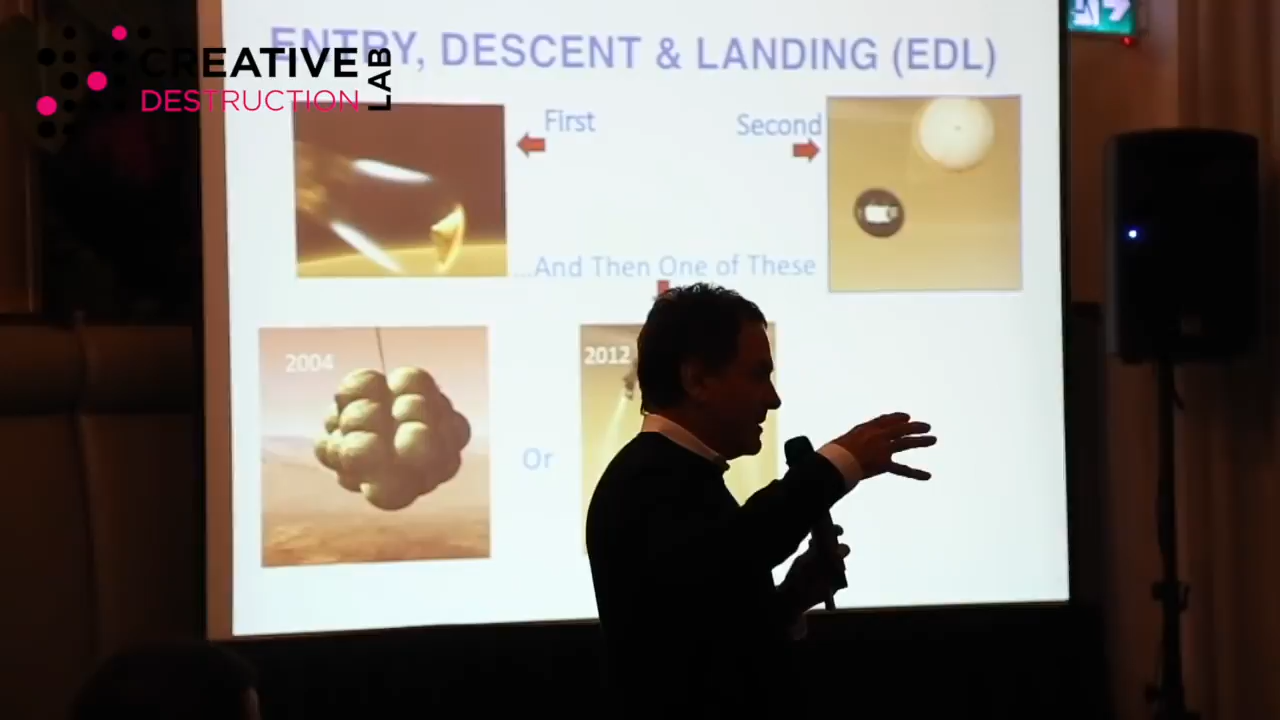 ENTRY, DESCENT & LANDING (EDL)
CREATIVE
DESTRUCTION
LAB
First
Second
...And Then One of These
2004
Or
2012